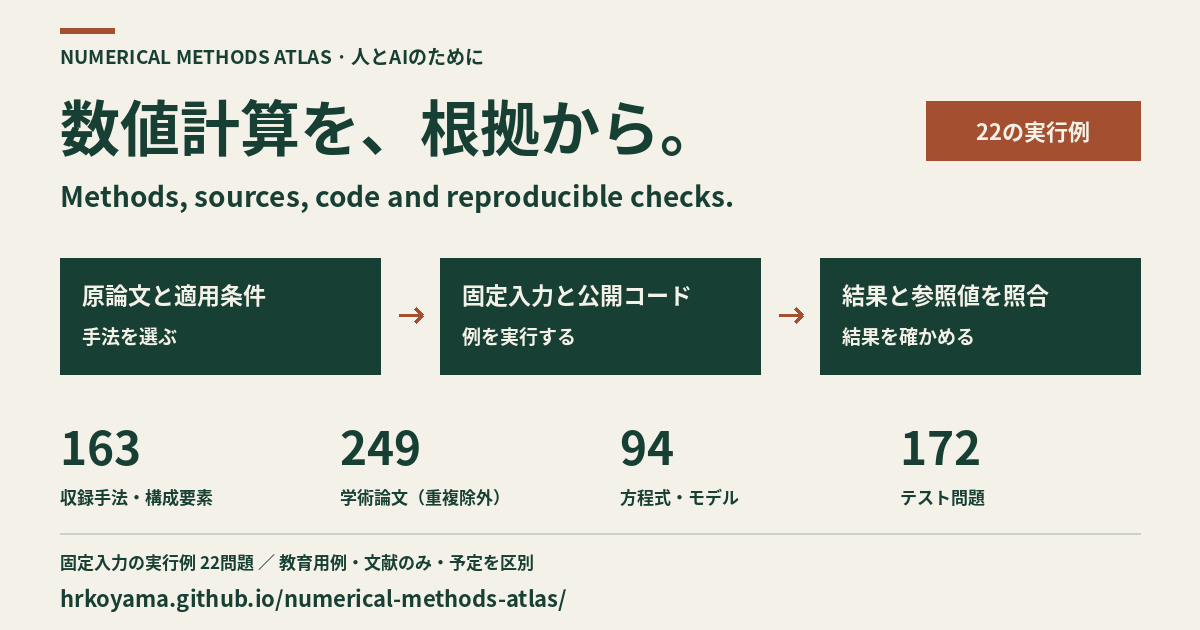 NUMERICAL METHODS ATLAS · 人とAIのために
数値計算を、根拠から。
22の実行例
Methods, sources, code and reproducible checks.
原論文と適用条件
手法を選ぶ
→
固定入力と公開コード
例を実行する
→
結果と参照値を照合
結果を確かめる
163
収録手法・構成要素
249
学術論文（重複除外）
94
方程式・モデル
172
テスト問題
固定入力の実行例 22問題 ／ 教育用例・文献のみ・予定を区別
hrkoyama.github.io/numerical-methods-atlas/